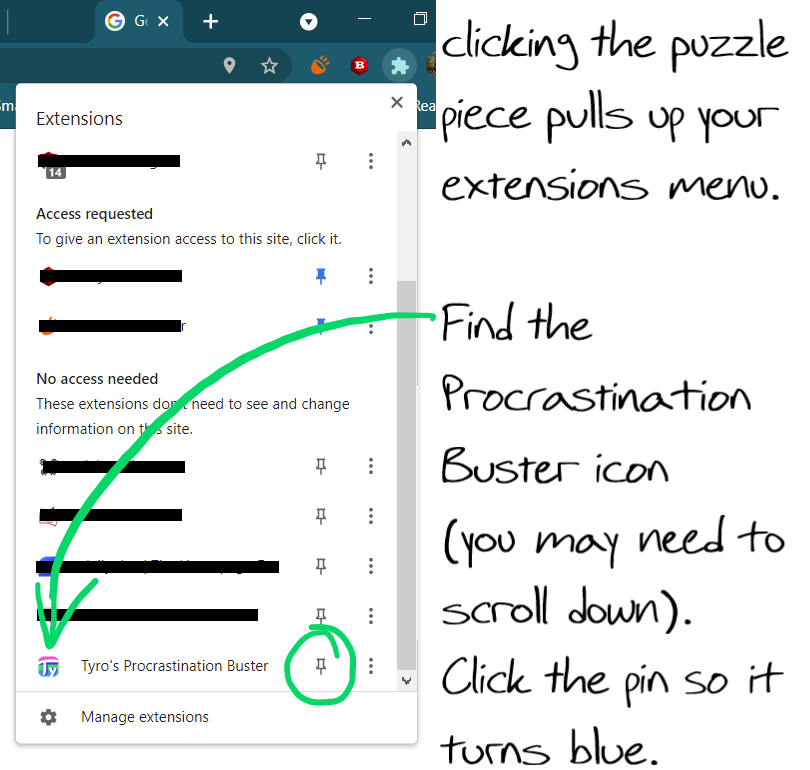 G
14
Extensions
Access requested
To give an extension access to this site, click it.
No access needed
These extensions don't need to see and change
information on this site.
Ty
Tyro's Procrastination Buster
Manage extensions
clicking the puzzle
piece pulls up your
extensions menu.
Find the
Procrastination
Buster icon
(you may need to
scroll down).
Click the pin so it
turns blue.